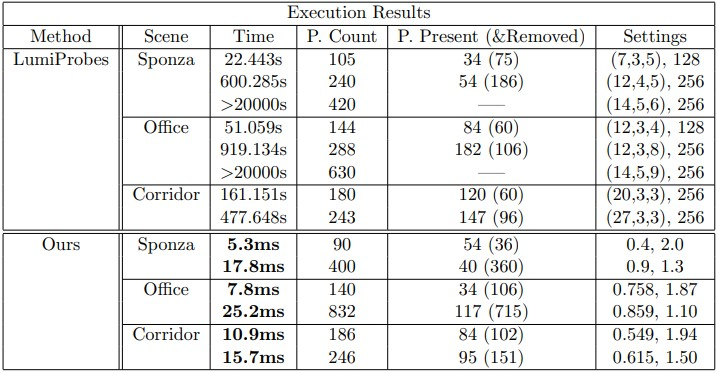 Execution Results
Method Scene Time P. Count P. Present (&Removed) Settings
LumiProbes Sponza 22.443s 105 34 (75) (7,3,5), 128
600.285s 240 54 (186) (12,4,5), 256
>20000s 420 —– (14,5,6), 256
Office 51.059s 144 84 (60) (12,3,4), 128
919.134s 288 182 (106) (12,3,8), 256
>20000s 630 —– (14,5,9), 256
Corridor 161.151s 180 120 (60) (20,3,3), 256
477.648s 243 147 (96) (27,3,3), 256
Ours Sponza 5.3ms 90 54 (36) 0.4, 2.0
17.8ms 400 40 (360) 0.9, 1.3
Office 7.8ms 140 34 (106) 0.758, 1.87
25.2ms 832 117 (715) 0.859, 1.10
Corridor 10.9ms 186 84 (102) 0.549, 1.94
15.7ms 246 95 (151) 0.615, 1.50